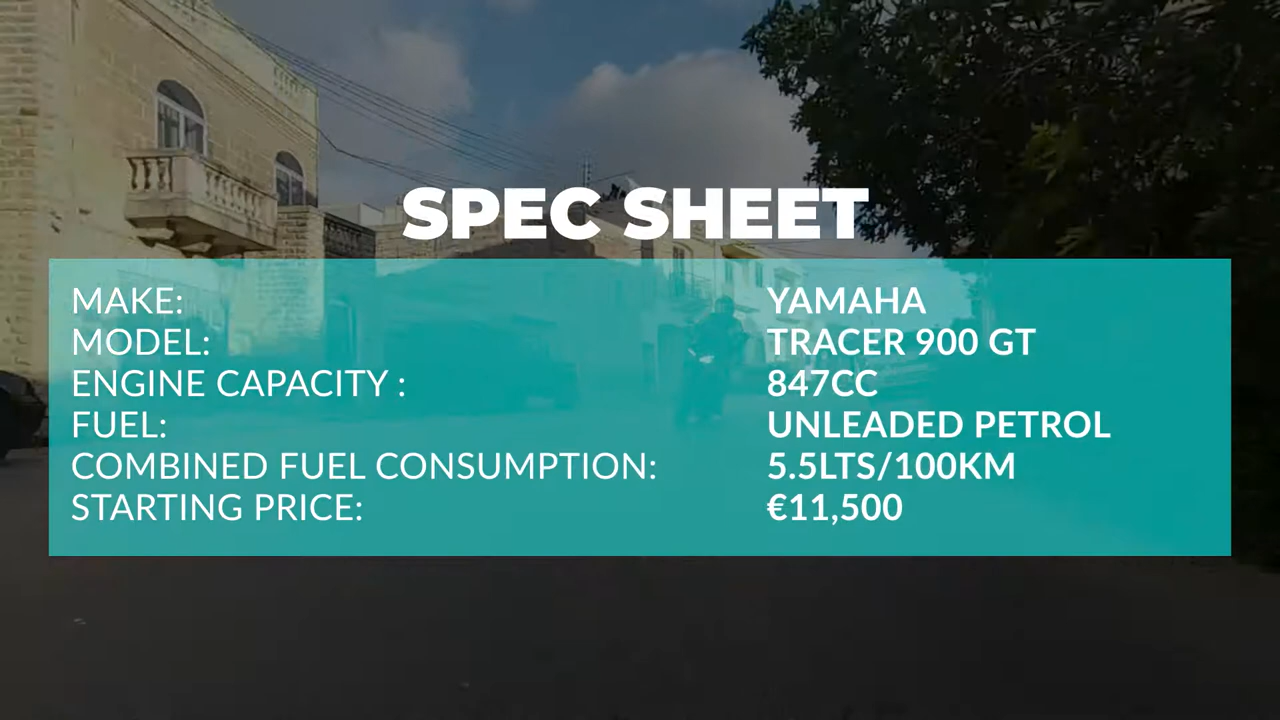 SPEC SHEET
MAKE: YAMAHA
MODEL: TRACER 900 GT
ENGINE CAPACITY : 847CC
FUEL: UNLEADED PETROL
COMBINED FUEL CONSUMPTION: 5.5LTS/100KM
STARTING PRICE: €11,500